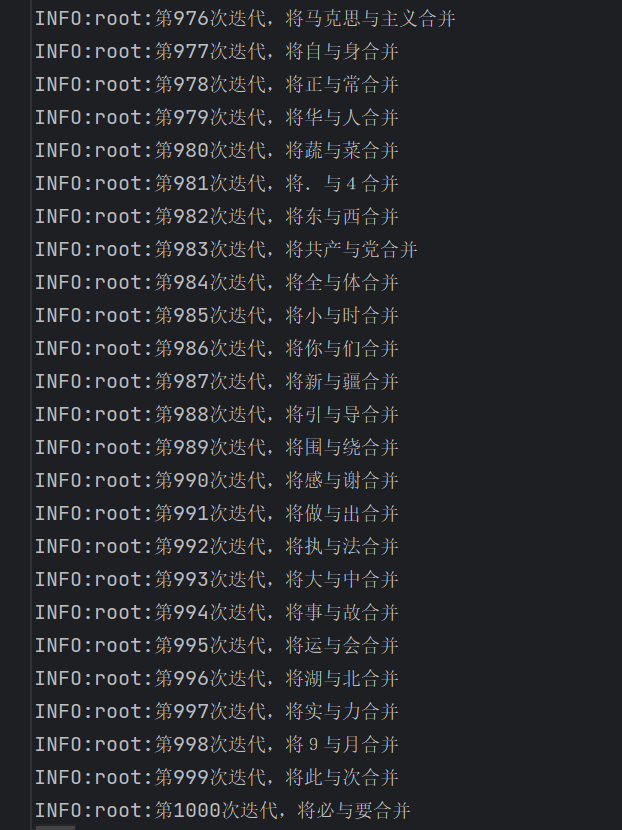 INFO:root:第976次迭代，将马克思与主义合并
INFO:root:第977次迭代，将自与身合并
INFO:root:第978次迭代，将正与常合并
INFO:root:第979次迭代，将华与人合并
INFO:root:第980次迭代，将蔬与菜合并
INFO:root:第981次迭代，将．与４合并
INFO:root:第982次迭代，将东与西合并
INFO:root:第983次迭代，将共产与党合并
INFO:root:第984次迭代，将全与体合并
INFO:root:第985次迭代，将小与时合并
INFO:root:第986次迭代，将你与们合并
INFO:root:第987次迭代，将新与疆合并
INFO:root:第988次迭代，将引与导合并
INFO:root:第989次迭代，将围与绕合并
INFO:root:第990次迭代，将感与谢合并
INFO:root:第991次迭代，将做与出合并
INFO:root:第992次迭代，将执与法合并
INFO:root:第993次迭代，将大与中合并
INFO:root:第994次迭代，将事与故合并
INFO:root:第995次迭代，将运与会合并
INFO:root:第996次迭代，将湖与北合并
INFO:root:第997次迭代，将实与力合并
INFO:root:第998次迭代，将９与月合并
INFO:root:第999次迭代，将此与次合并
INFO:root:第1000次迭代，将必与要合并